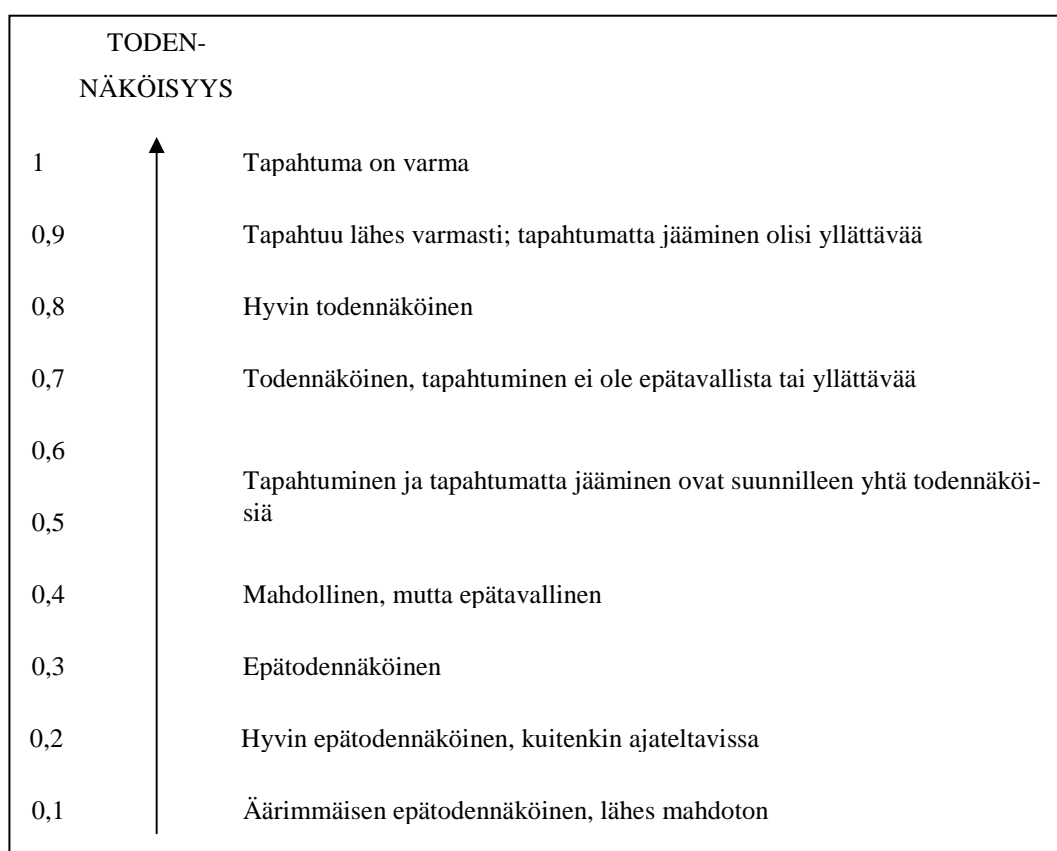 TODEN-
NÄKÖISYYS
1 Tapahtuma on varma
0,9 Tapahtuu lähes varmasti; tapahtumatta jääminen olisi yllättävää
0,8 Hyvin todennäköinen
0,7 Todennäköinen, tapahtuminen ei ole epätavallista tai yllättävää
0,6
Tapahtuminen ja tapahtumatta jääminen ovat suunnilleen yhtä todennäköi-
siä
0,5
0,4 Mahdollinen, mutta epätavallinen
0,3 Epätodennäköinen
0,2 Hyvin epätodennäköinen, kuitenkin ajateltavissa
0,1 Äärimmäisen epätodennäköinen, lähes mahdoton